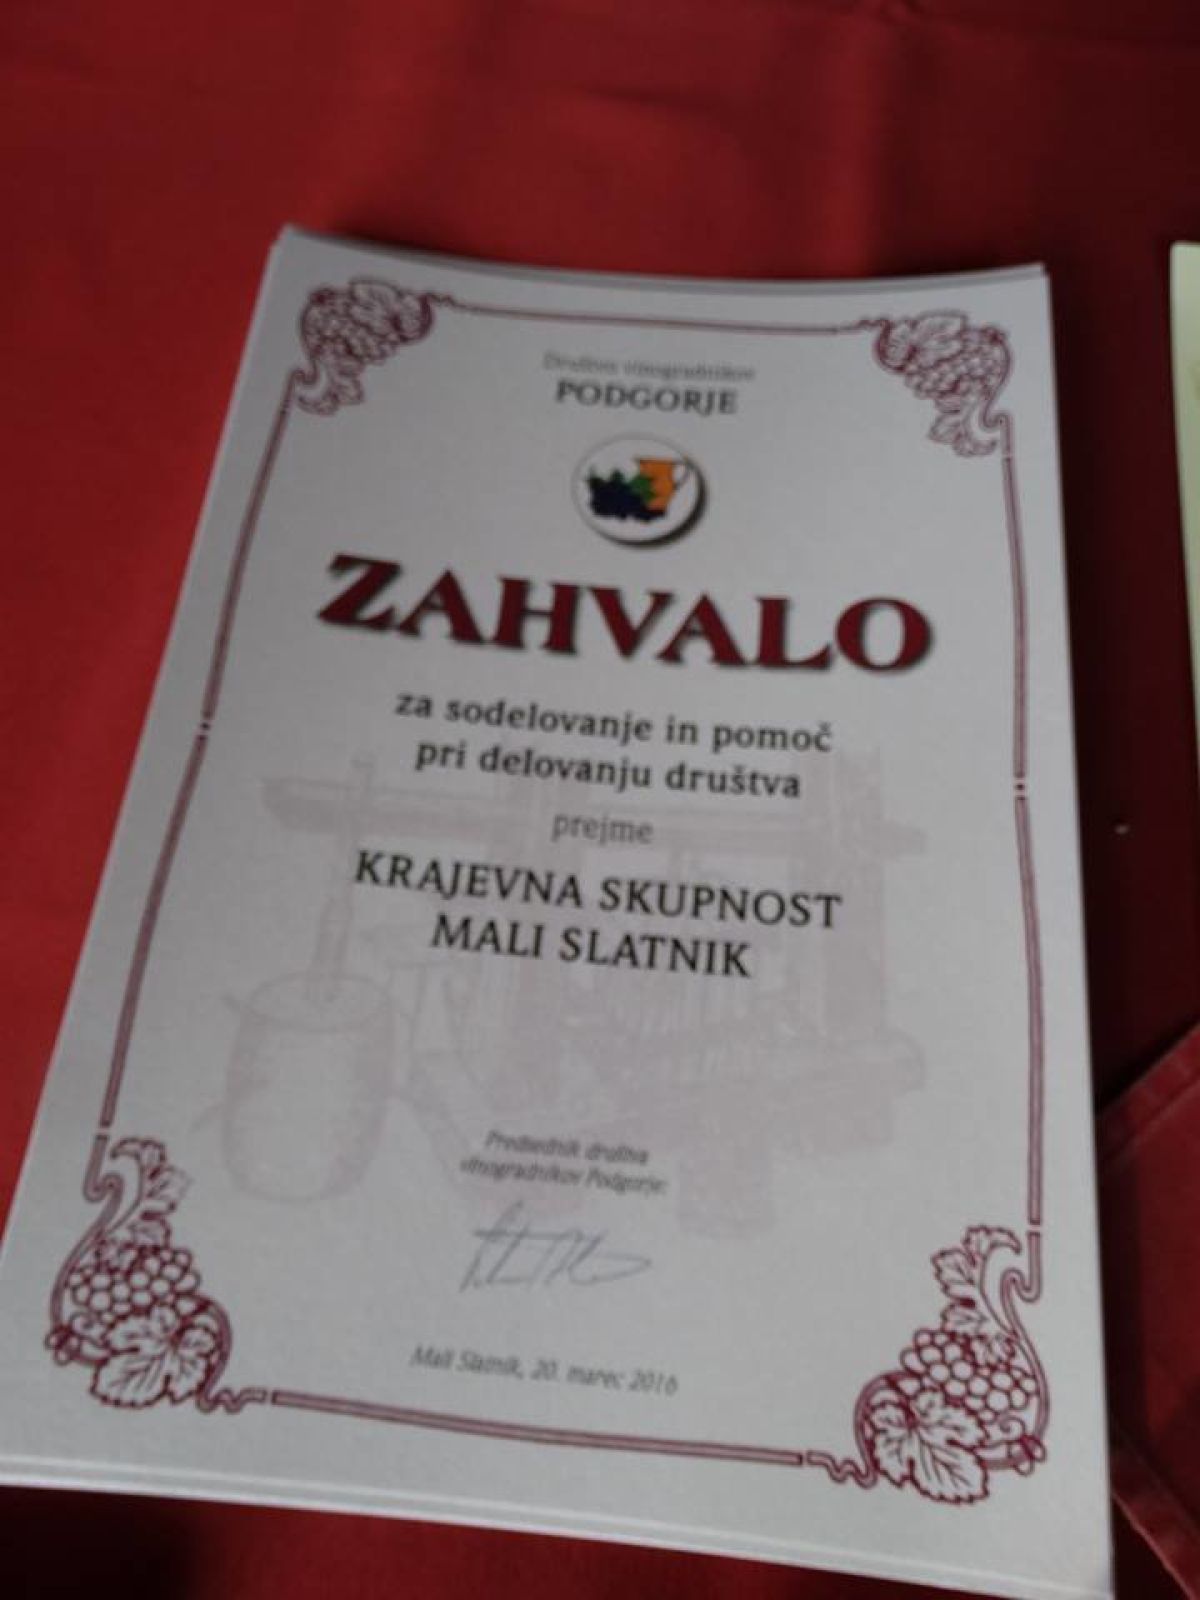 Društvo vinogradnikov
PODGORJE
ZAHVALO
za sodelovanje in pomoč
pri delovanju društva
prejme
KRAJEVNA SKUPNOST
MALI SLATNIK
Predsednik društva
vinogradnikov Podgorje:
Mali Slatnik, 20. marec 2016